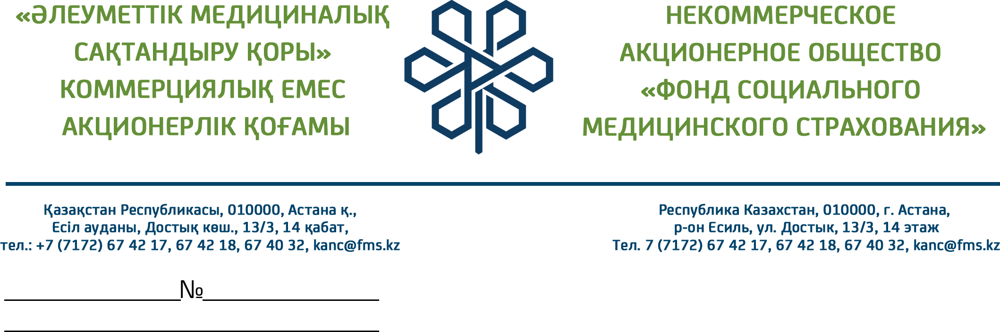 «ӘЛЕУМЕТТІК МЕДИЦИНАЛЫҚ
САҚТАНДЫРУ ҚОРЫ»
КОММЕРЦИЯЛЫҚ ЕМЕС
АКЦИОНЕРЛІК ҚОҒАМЫ
НЕКОММЕРЧЕСКОЕ
АКЦИОНЕРНОЕ ОБЩЕСТВО
«ФОНД СОЦИАЛЬНОГО
МЕДИЦИНСКОГО СТРАХОВАНИЯ»
Қазақстан Республикасы, 010000, Астана қ.,
Есіл ауданы, Достық көш., 13/3, 14 қабат,
тел.: +7 (7172) 67 42 17, 67 42 18, 67 40 32, kanc@fms.kz
Республика Казахстан, 010000, г. Астана,
р-он Есиль, ул. Достык, 13/3, 14 этаж
Тел. 7 (7172) 67 42 17, 67 42 18, 67 40 32, kanc@fms.kz
№